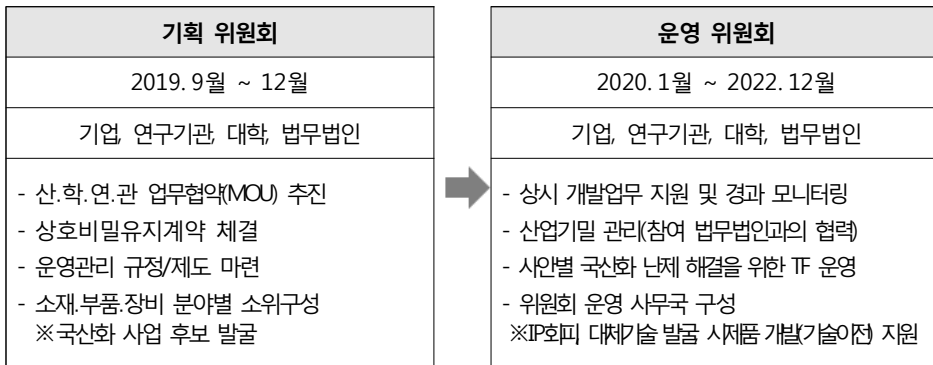 기획 위원회
2019. 9월 ~ 12월
기업, 연구기관, 대학, 법무법인
- 산.학.연.관 업무협약(MOU) 추진
- 상호비밀유지계약 체결
- 운영관리 규정/제도 마련
- 소재.부품.장비 분야별 소위구성
※국산화 사업 후보 발굴
운영 위원회
2020. 1월 ~ 2022. 12월
기업, 연구기관, 대학, 법무법인
- 상시 개발업무 지원 및 경과 모니터링
- 산업기밀 관리(참여 법무법인과의 협력)
- 사안별 국산화 난제 해결을 위한 TF 운영
- 위원회 운영 사무국 구성
※IP회피, 대체기술 발굴, 시제품 개발(기술이전) 지원